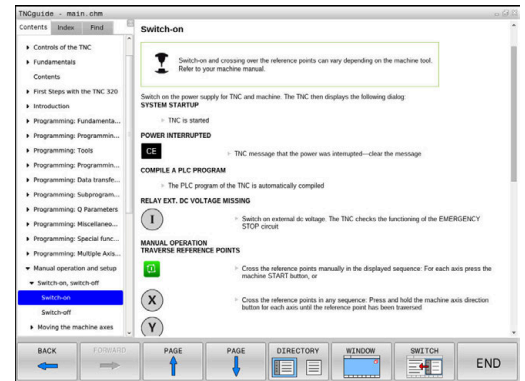 TNCguide - main.chm
Contents Index Find
Controls of the TNC
Fundamentals
Contents
First Steps with the TNC 320
Introduction
Programming: Fundamenta...
Programming: Programmin...
Programming: Tools
Programming: Programmin...
Programming: Data transfe...
Programming: Subprogram...
Programming: Q Parameters
Programming: Miscellaneo...
Programming: Special func...
Programming: Multiple Axis...
Manual operation and setup
Switch-on, switch-off
Switch-on
Switch-off
Moving the machine axes
Switch-on
Switch-on and crossing over the reference points can vary depending on the machine tool.
Refer to your machine manual.
Switch on the power supply for TNC and machine. The TNC then displays the following dialog:
SYSTEM STARTUP
TNC is started
POWER INTERRUPTED
CE
TNC message that the power was interrupted—clear the message
COMPILE A PLC PROGRAM
The PLC program of the TNC is automatically compiled
RELAY EXT. DC VOLTAGE MISSING
I
Switch on external dc voltage. The TNC checks the functioning of the EMERGENCY
STOP circuit
MANUAL OPERATION
TRAVERSE REFERENCE POINTS
Cross the reference points manually in the displayed sequence: For each axis press the
machine START button, or
X
Cross the reference points in any sequence: Press and hold the machine axis direction
button for each axis until the reference point has been traversed
Y
BACK FORWARD PAGE PAGE DIRECTORY WINDOW SWITCH END